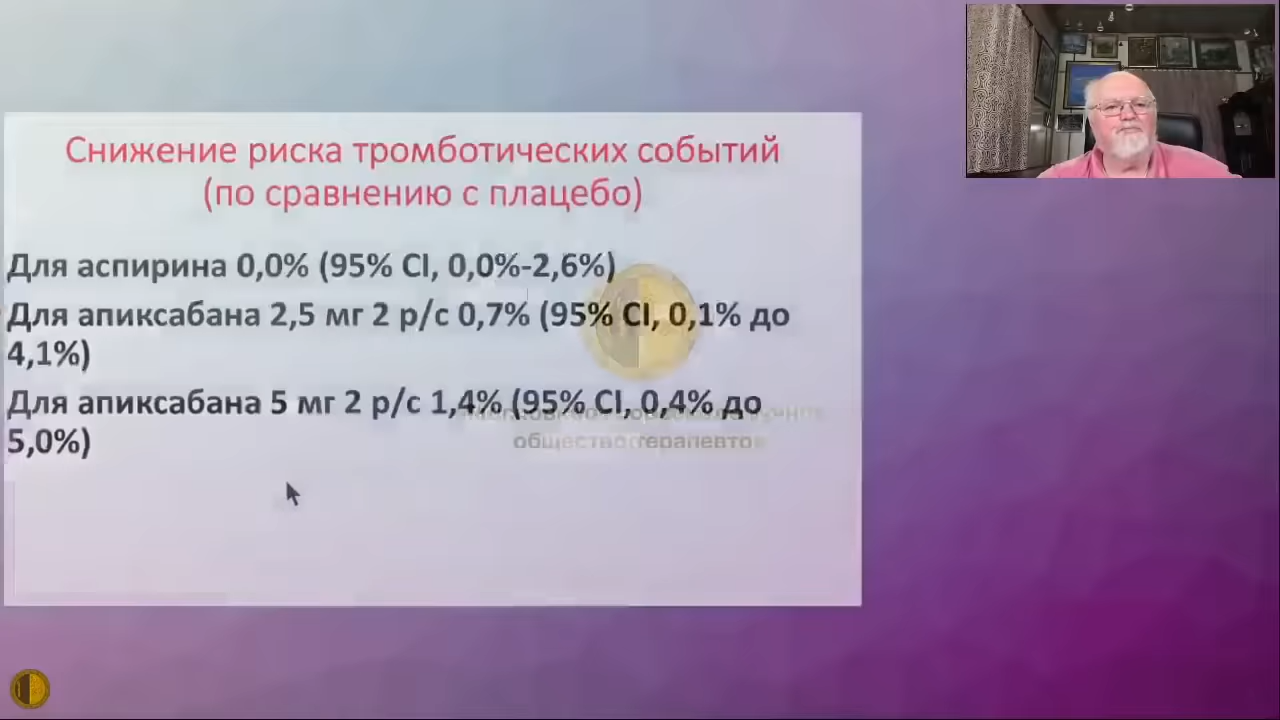 Снижение риска тромботических событий
(по сравнению с плацебо)
Для аспирина 0,0% (95% CI, 0,0%-2,6%)
Для апиксабана 2,5 мг 2 р/с 0,7% (95% CI, 0,1% до
4,1%)
Для апиксабана 5 мг 2 р/с 1,4% (95% CI, 0,4% до
5,0%)
общество терапевтов